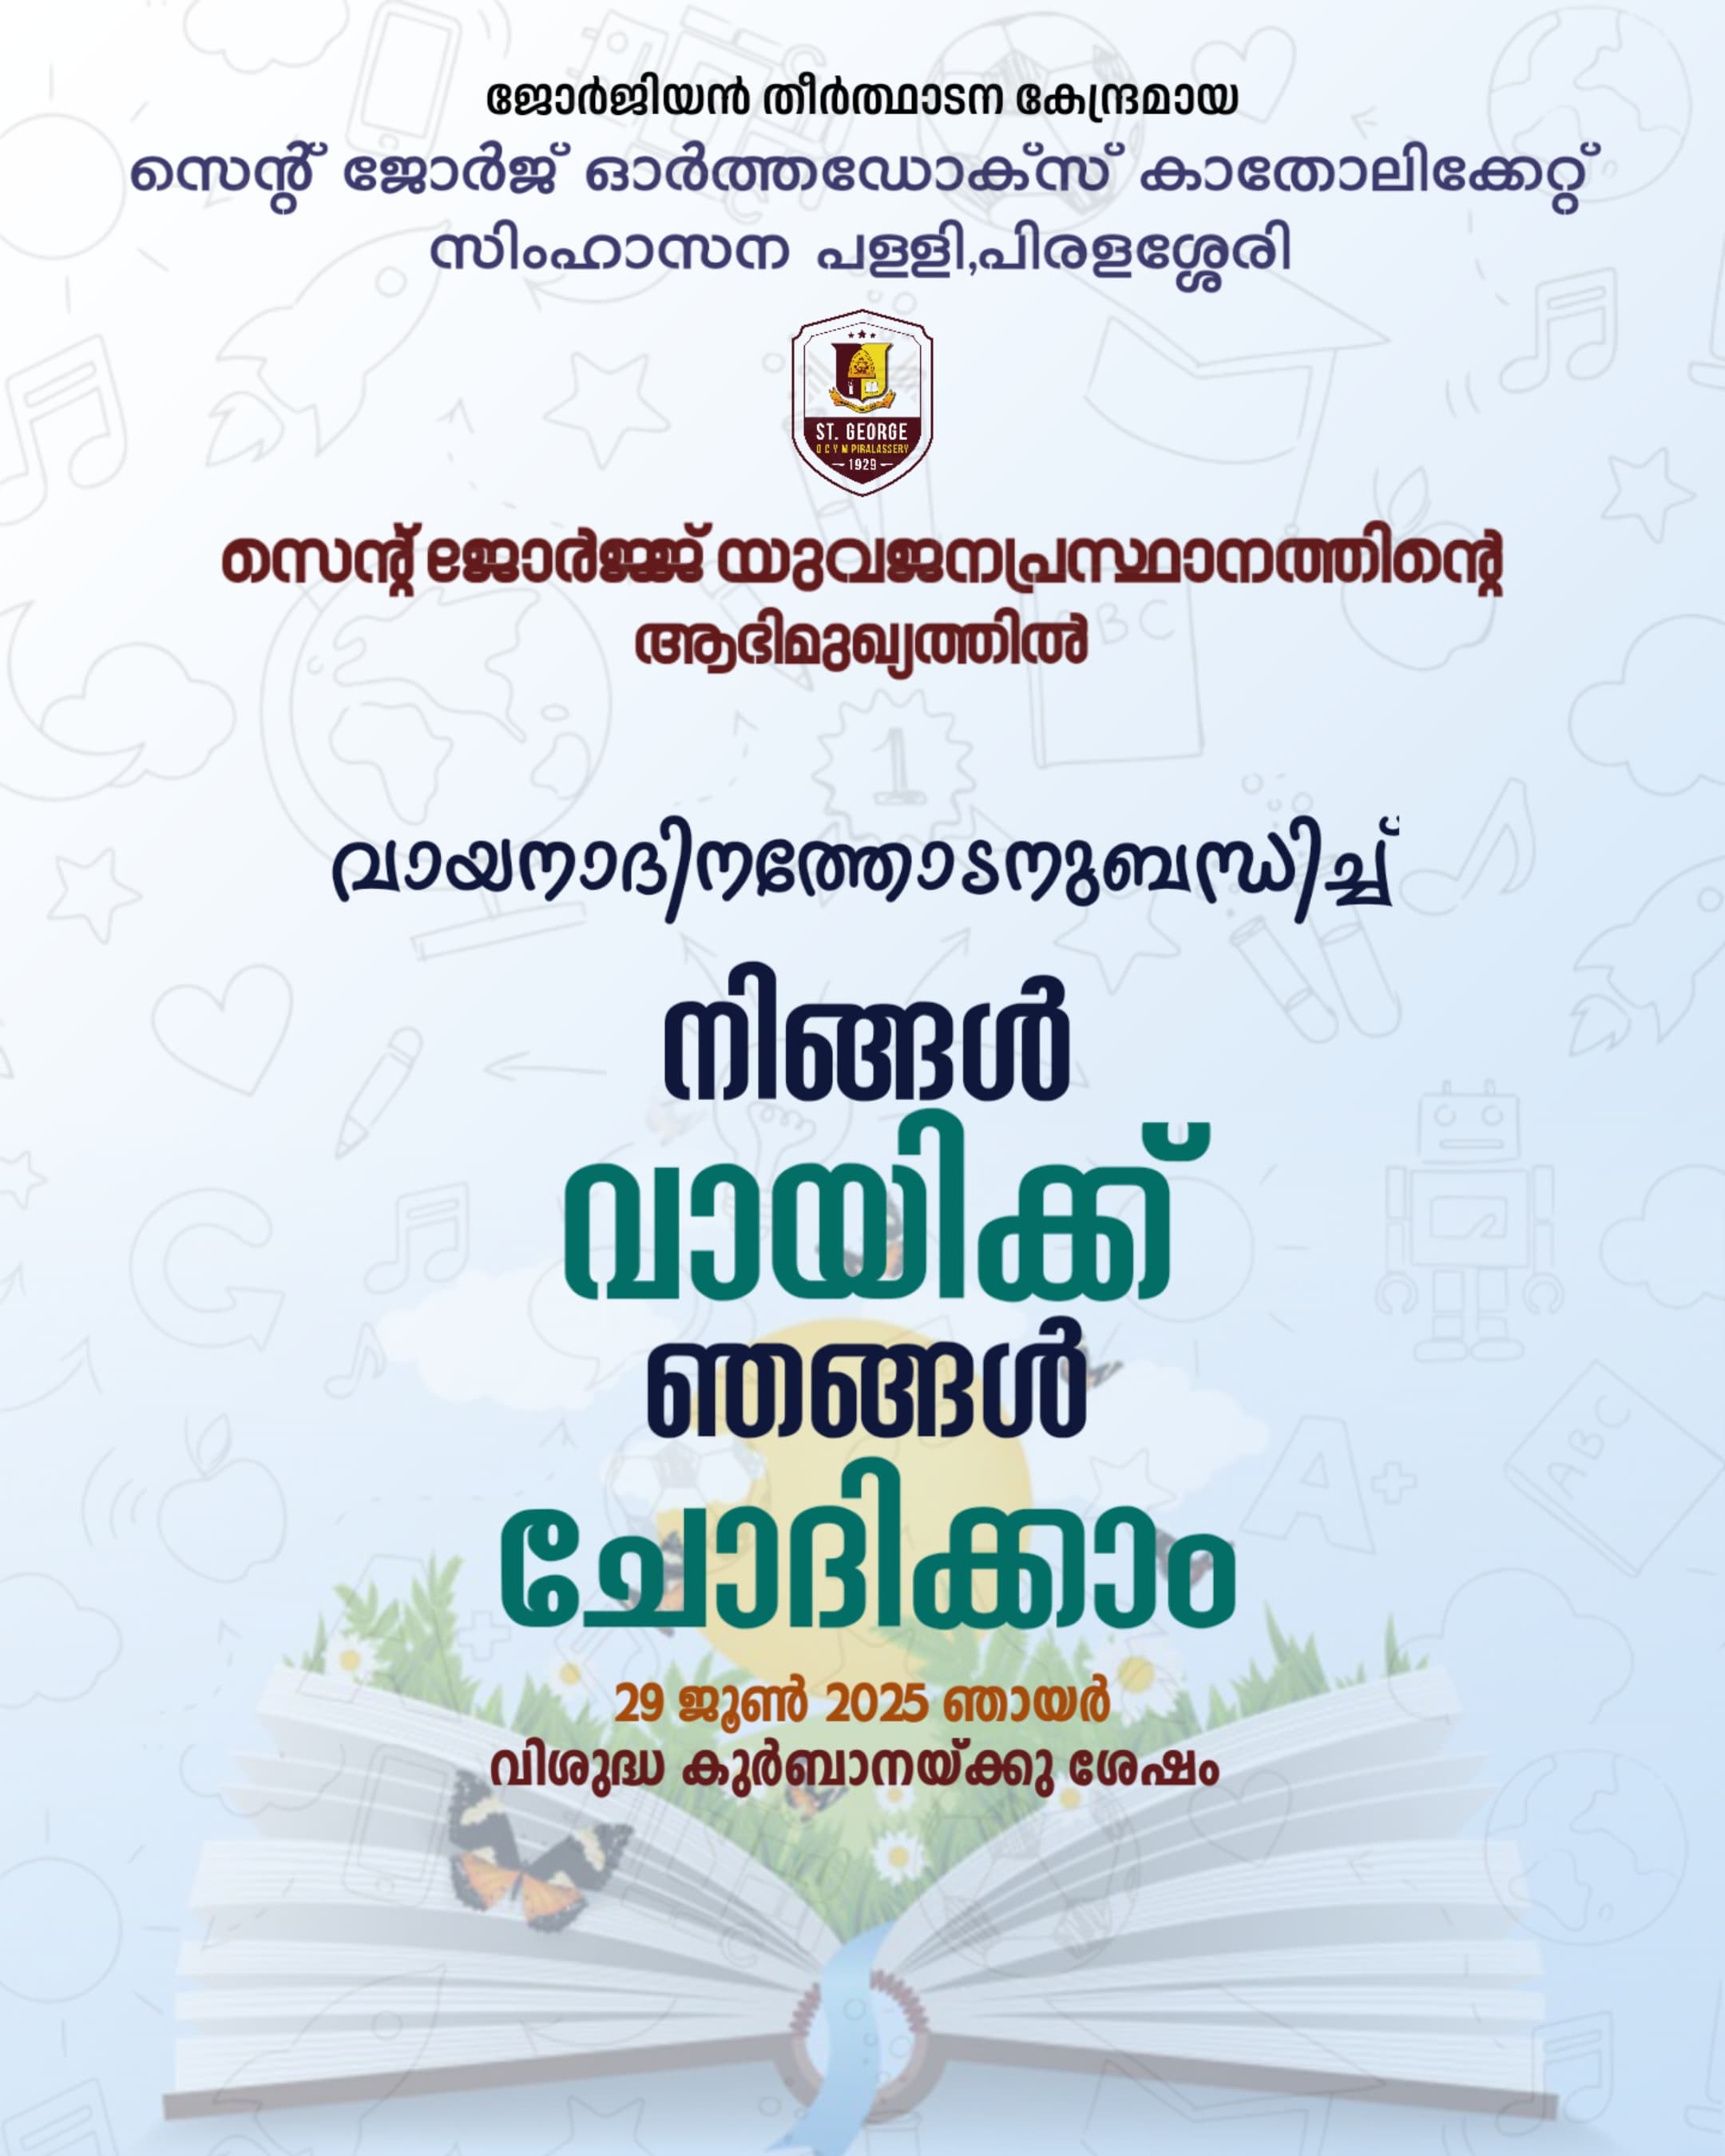 ജോർജിയൻ തീർത്ഥാടന കേന്ദ്രമായ
സെന്റ് ജോർജ് ഓർത്തഡോക്സ് കാതോലിക്കേറ്റ്
സിംഹാസന പള്ളി,പിരളശ്ശേരി
ST. GEORGE
O C Y M PIRALASSERY
1929
സെന്റ് ജോർജ്ജ് യുവജനപ്രസ്ഥാനത്തിന്റെ
ആഭിമുഖ്യത്തിൽ
വായനാദിനത്തോടനുബന്ധിച്ച്
നിങ്ങൾ
വായിക്ക്
ഞങ്ങൾ
ചോദിക്കാം
29 ജൂൺ 2025 ഞായർ
വിശുദ്ധ കുർബാനയ്ക്കു ശേഷം